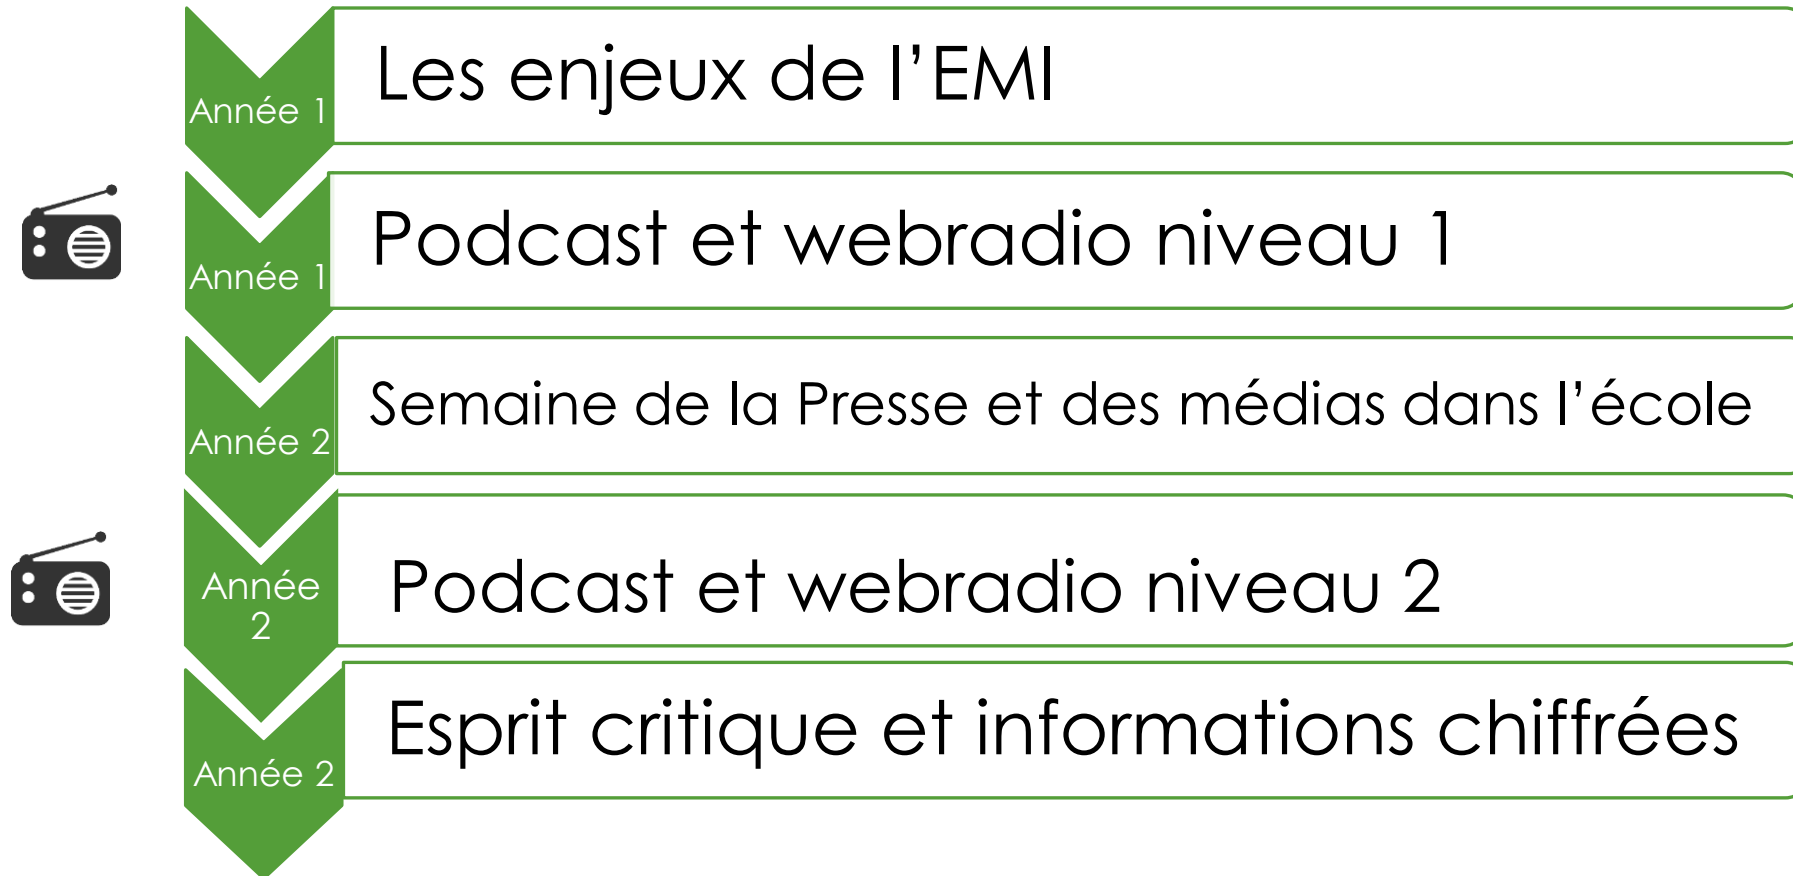 Année 1
Les enjeux de l’EMI
Année 1
Podcast et webradio niveau 1
Année 2
Semaine de la Presse et des médias dans l’école
Année
2
Podcast et webradio niveau 2
Année 2
Esprit critique et informations chiffrées